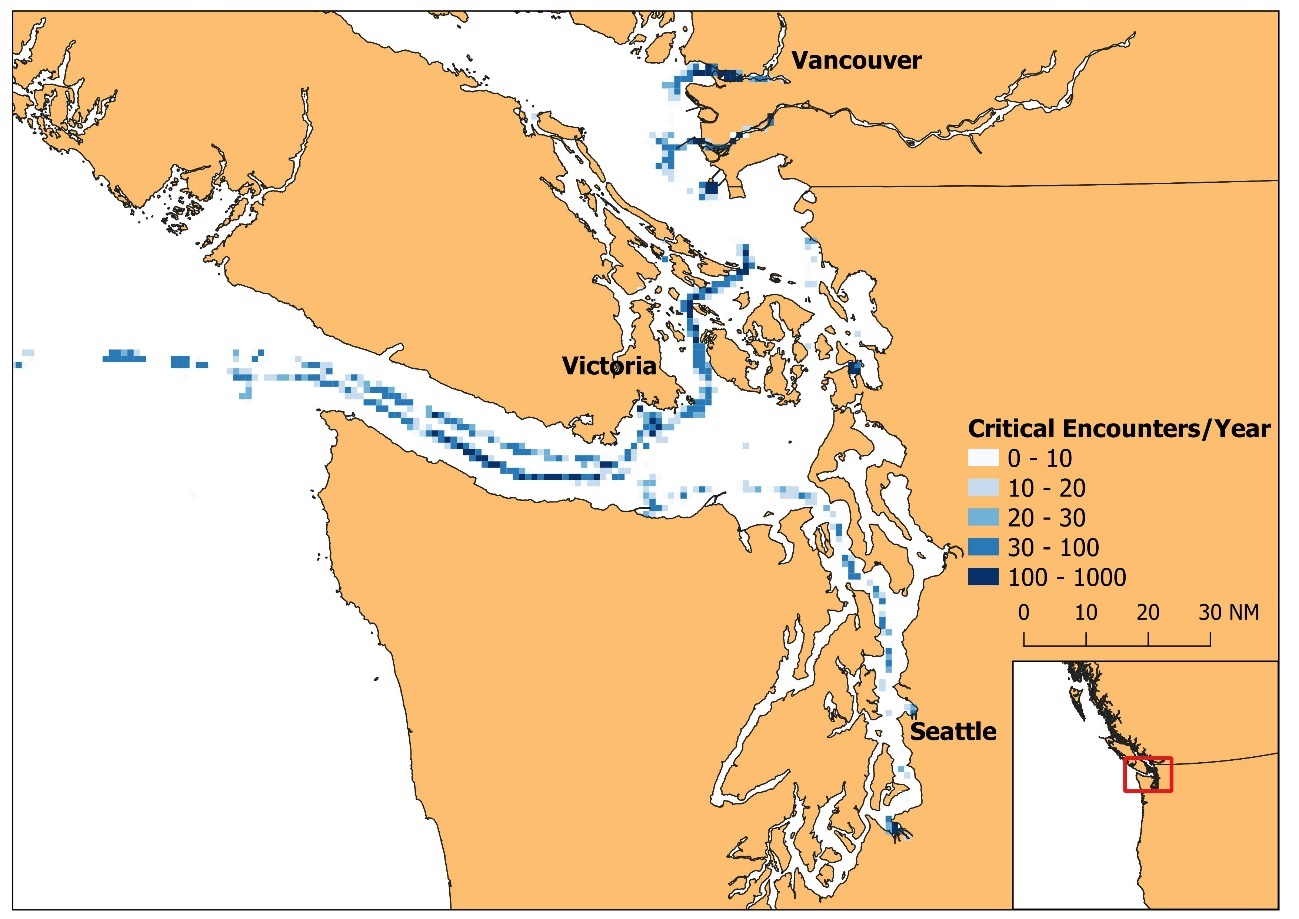 Vancouver
Victoria
Critical Encounters/Year
0 - 10
10 - 20
20 - 30
30 - 100
100 - 1000
0 10 20 30 NM
Seattle